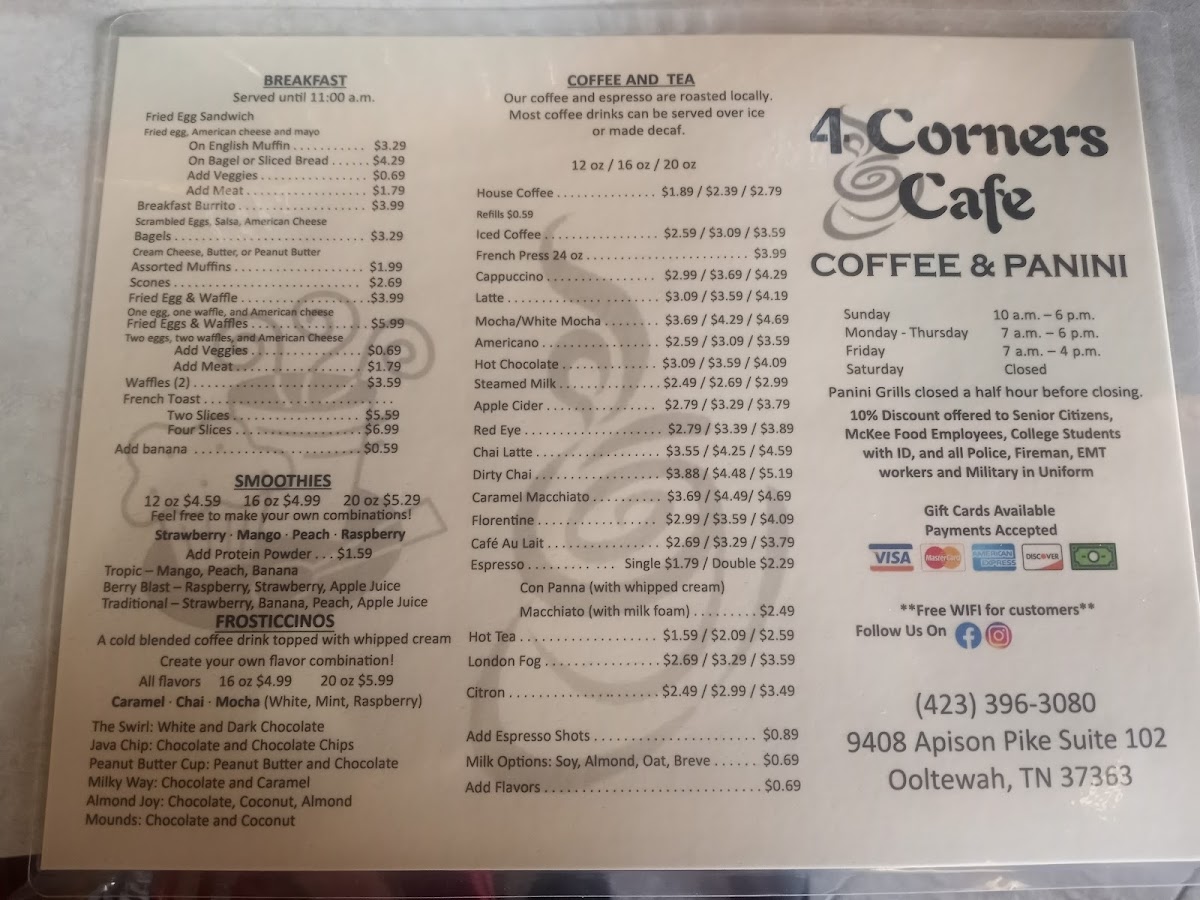 BREAKFAST
Served until 11:00 a.m.
Fried Egg Sandwich
Fried egg, American cheese and mayo
On English Muffin . . . . . . . . . . $3.29
On Bagel or Sliced Bread . . . . . . $4.29
Add Veggies . . . . . . . . . . . . . . . $0.69
Add Meat . . . . . . . . . . . . . . . . . $1.79
Breakfast Burrito . . . . . . . . . . . . . . . . . . $3.99
Scrambled Eggs, Salsa, American Cheese
Bagels . . . . . . . . . . . . . . . . . . . . . . . . . . $3.29
Cream Cheese, Butter, or Peanut Butter
Assorted Muffins . . . . . . . . . . . . . . . . . . $1.99
Scones . . . . . . . . . . . . . . . . . . . . . . . . . . $2.69
Fried Egg & Waffle . . . . . . . . . . . . . . . . . $3.99
One egg, one waffle, and American cheese
Fried Eggs & Waffles . . . . . . . . . . . . . . . . $5.99
Two eggs, two waffles, and American Cheese
Add Veggies . . . . . . . . . . . . . . . $0.69
Add Meat . . . . . . . . . . . . . . . . . $1.79
Waffles (2) . . . . . . . . . . . . . . . . . . . . . . . $3.59
French Toast . . . . . . . . . . . . . . . . . . . . . . . . . .
Two Slices . . . . . . . . . . . . . . . . . . $5.59
Four Slices . . . . . . . . . . . . . . . . . . $6.99
Add banana . . . . . . . . . . . . . . . . . . . . . . . $0.59
SMOOTHIES
12 oz $4.59 16 oz $4.99 20 oz $5.29
Feel free to make your own combinations!
Strawberry · Mango · Peach · Raspberry
Add Protein Powder . . . $1.59
Tropic – Mango, Peach, Banana
Berry Blast – Raspberry, Strawberry, Apple Juice
Traditional – Strawberry, Banana, Peach, Apple Juice
FROSTICCINOS
A cold blended coffee drink topped with whipped cream
Create your own flavor combination!
All flavors 16 oz $4.99 20 oz $5.99
Caramel · Chai · Mocha (White, Mint, Raspberry)
The Swirl: White and Dark Chocolate
Java Chip: Chocolate and Chocolate Chips
Peanut Butter Cup: Peanut Butter and Chocolate
Milky Way: Chocolate and Caramel
Almond Joy: Chocolate, Coconut, Almond
Mounds: Chocolate and Coconut
COFFEE AND TEA
Our coffee and espresso are roasted locally.
Most coffee drinks can be served over ice
or made decaf.
12 oz / 16 oz / 20 oz
House Coffee . . . . . . . . . . . . . . $1.89 / $2.39 / $2.79
Refills $0.59
Iced Coffee . . . . . . . . . . . . . . . . $2.59 / $3.09 / $3.59
French Press 24 oz . . . . . . . . . . . . . . . . . . . . . . . . $3.99
Cappuccino . . . . . . . . . . . . . . . $2.99 / $3.69 / $4.29
Latte . . . . . . . . . . . . . . . . . . . . . $3.09 / $3.59 / $4.19
Mocha/White Mocha . . . . . . . . $3.69 / $4.29 / $4.69
Americano . . . . . . . . . . . . . . . . $2.59 / $3.09 / $3.59
Hot Chocolate . . . . . . . . . . . . . $3.09 / $3.59 / $4.09
Steamed Milk . . . . . . . . . . . . . . $2.49 / $2.69 / $2.99
Apple Cider . . . . . . . . . . . . . . . $2.79 / $3.29 / $3.79
Red Eye . . . . . . . . . . . . . . . . . . $2.79 / $3.39 / $3.89
Chai Latte . . . . . . . . . . . . . . . . . $3.55 / $4.25 / $4.59
Dirty Chai . . . . . . . . . . . . . . . . . $3.88 / $4.48 / $5.19
Caramel Macchiato . . . . . . . . . $3.69 / $4.49/ $4.69
Florentine . . . . . . . . . . . . . . . . . $2.99 / $3.59 / $4.09
Café Au Lait . . . . . . . . . . . . . . . $2.69 / $3.29 / $3.79
Espresso . . . . . . . . . . . Single $1.79 / Double $2.29
Con Panna (with whipped cream)
Macchiato (with milk foam) . . . . . . . . . $2.49
Hot Tea . . . . . . . . . . . . . . . . . . $1.59 / $2.09 / $2.59
London Fog . . . . . . . . . . . . . . . $2.69 / $3.29 / $3.59
Citron . . . . . . . . . . . . . . . . . . . . $2.49 / $2.99 / $3.49
Add Espresso Shots . . . . . . . . . . . . . . . . . . . . . . $0.89
Milk Options: Soy, Almond, Oat, Breve . . . . . . $0.69
Add Flavors . . . . . . . . . . . . . . . . . . . . . . . . . . . . . $0.69
4 Corners
Cafe
COFFEE & PANINI
Sunday 10 a.m. – 6 p.m.
Monday - Thursday 7 a.m. – 6 p.m.
Friday 7 a.m. – 4 p.m.
Saturday Closed
Panini Grills closed a half hour before closing.
10% Discount offered to Senior Citizens,
McKee Food Employees, College Students
with ID, and all Police, Fireman, EMT
workers and Military in Uniform
Gift Cards Available
Payments Accepted
VISA MasterCard AMERICAN EXPRESS DISCOVER
**Free WIFI for customers**
Follow Us On
(423) 396-3080
9408 Apison Pike Suite 102
Ooltewah, TN 37363